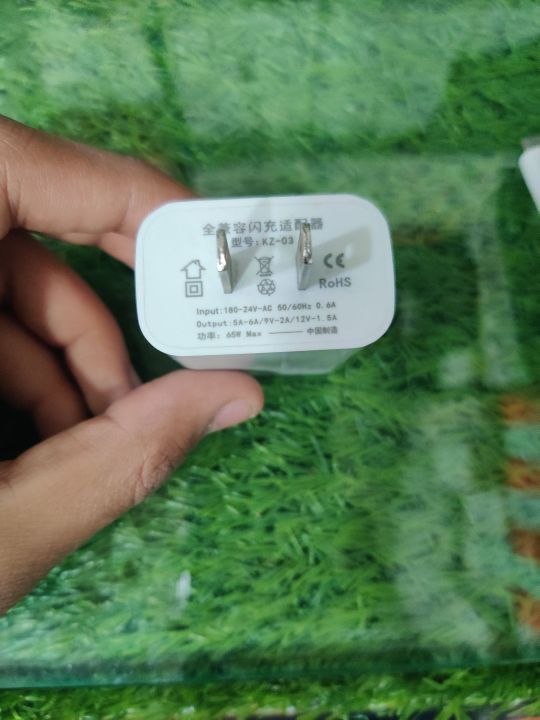 全兼容闪充适配器
型号:KZ-03
CE
RoHS
Input:180-24V-AC 50/60Hz 0.6A
Output:5A-6A/9V-2A/12V-1.5A
功率: 65W Max ——— 中国制造